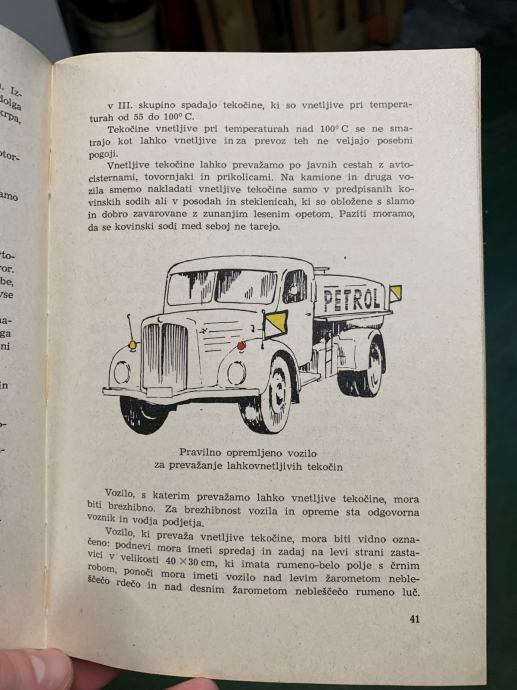 v III. skupino spadajo tekočine, ki so vnetljive pri tempera-
turah od 55 do 100° C.
Tekočine vnetljive pri temperaturah nad 100° C se ne sma-
trajo kot lahko vnetljive in za prevoz teh ne veljajo posebni
pogoji.
Vnetljive tekočine lahko prevažamo po javnih cestah z avto-
cisternami, tovornjaki in prikolicami. Na kamione in druga vo-
zila smemo nakladati vnetljive tekočine samo v predpisanih ko-
vinskih sodih ali v posodah in steklenicah, ki so obložene s slamo
in dobro zavarovane z zunanjim lesenim opetom. Paziti moramo,
da se kovinski sodi med seboj ne tarejo.
PETROL
Pravilno opremljeno vozilo
za prevažanje lahkovnetljivih tekočin
Vozilo, s katerim prevažamo lahko vnetljive tekočine, mora
biti brezhibno. Za brezhibnost vozila in opreme sta odgovorna
voznik in vodja podjetja.
Vozilo, ki prevaža vnetljive tekočine, mora biti vidno ozna-
čeno: podnevi mora imeti spredaj in zadaj na levi strani zasta-
vici v velikosti 40 × 30 cm, ki imata rumeno-belo polje s črnim
robom, ponoči mora imeti vozilo nad levim žarometom neble-
ščečo rdečo in nad desnim žarometom neblešče­čo rumeno luč.
41